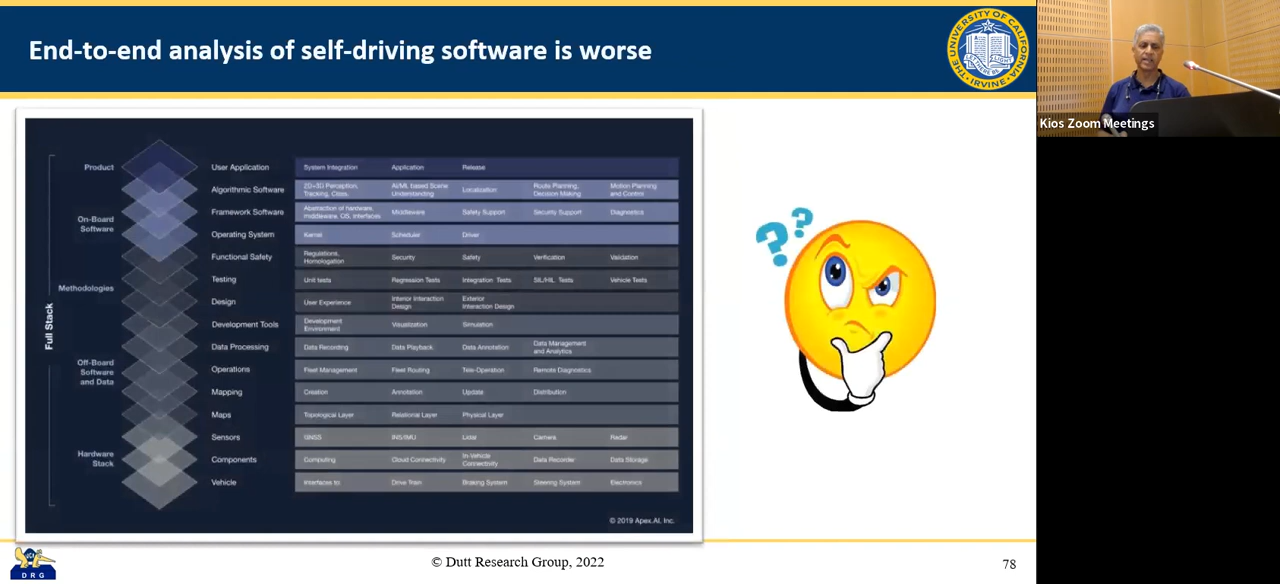 End-to-end analysis of self-driving software is worse
THE UNIVERSITY OF CALIFORNIA
LET THERE BE LIGHT
IRVINE
Kios Zoom Meetings
Full Stack
Product
User Application
System Integration Application Release
On-Board
Software
Algorithmic Software
2D+3D Perception,
Tracking, Class.
AI/ML based Scene
Understanding
Localization
Route Planning,
Decision Making
Motion Planning
and Control
Framework Software
Abstraction of hardware,
middleware, OS, interfaces
Middleware Safety Support Security Support Diagnostics
Operating System
Kernel Scheduler Driver
Methodologies
Functional Safety
Regulations,
Homologation
Security Safety Verification Validation
Testing
Unit tests Regression Tests Integration Tests SIL/HIL Tests Vehicle Tests
Design
User Experience
Interior Interaction
Design
Exterior
Interaction Design
Development Tools
Development
Environment
Visualization Simulation
Off-Board
Software
and Data
Data Processing
Data Recording Data Playback Data Annotation
Data Management
and Analytics
Operations
Fleet Management Fleet Routing Tele-Operation Remote Diagnostics
Mapping
Creation Annotation Update Distribution
Maps
Topological Layer Relational Layer Physical Layer
Hardware
Stack
Sensors
GNSS INS/IMU Lidar Camera Radar
Components
Computing Cloud Connectivity
In-Vehicle
Connectivity
Data Recorder Data Storage
Vehicle
Interfaces to Drive Train Braking System Steering System Electronics
© 2019 Apex.AI, Inc.
??
D R G
© Dutt Research Group, 2022
78